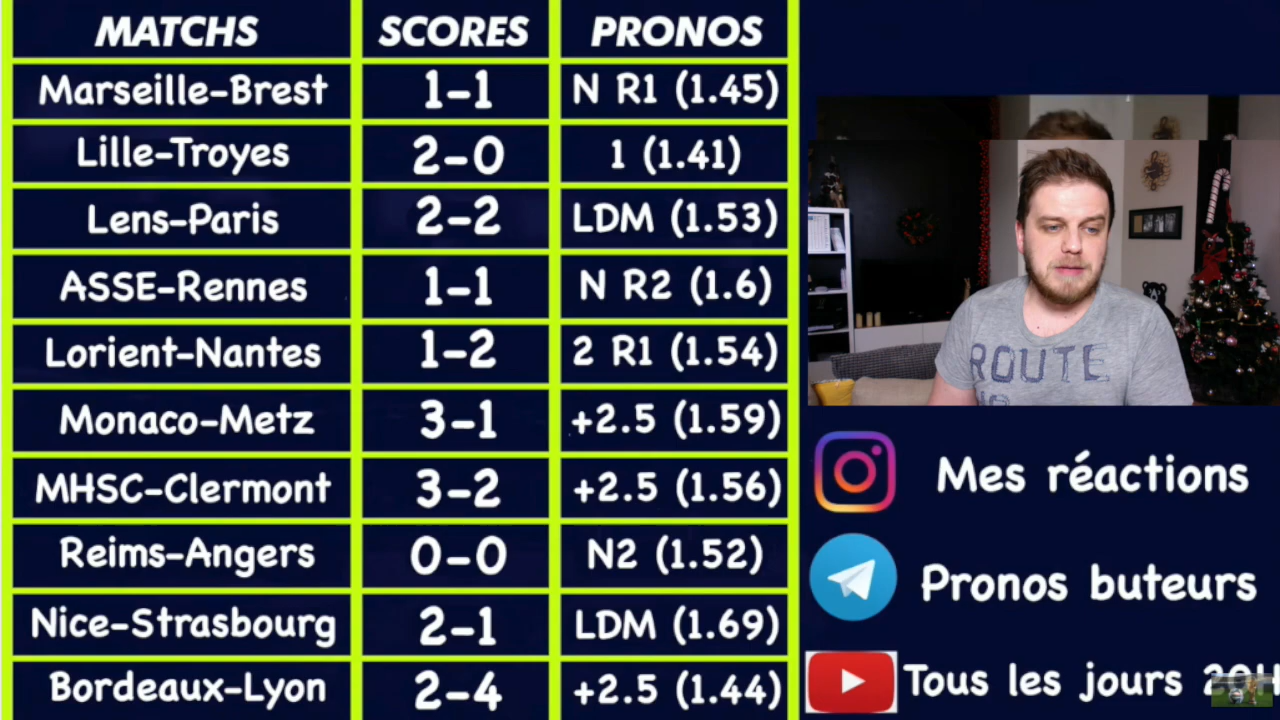 MATCHS SCORES PRONOS
Marseille-Brest 1-1 N R1 (1.45)
Lille-Troyes 2-0 1 (1.41)
Lens-Paris 2-2 LDM (1.53)
ASSE-Rennes 1-1 N R2 (1.6)
Lorient-Nantes 1-2 2 R1 (1.54)
Monaco-Metz 3-1 +2.5 (1.59)
MHSC-Clermont 3-2 +2.5 (1.56)
Reims-Angers 0-0 N2 (1.52)
Nice-Strasbourg 2-1 LDM (1.69)
Bordeaux-Lyon 2-4 +2.5 (1.44)
ROUTE
Mes réactions
Pronos buteurs
Tous les jours 20H